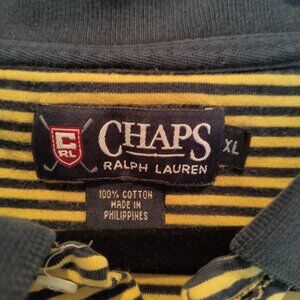 C
RL
CHAPS
RALPH LAUREN
XL
100% COTTON
MADE IN
PHILIPPINES